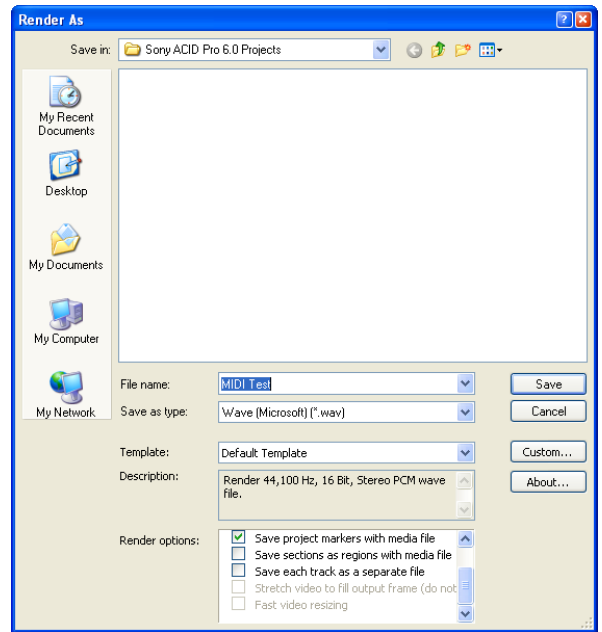 Render As
Save in:
Sony ACID Pro 6.0 Projects
My Recent
Documents
Desktop
My Documents
My Computer
My Network
File name:
MIDI Test
Save
Save as type:
Wave (Microsoft) (*.wav)
Cancel
Template:
Default Template
Custom...
Description:
Render 44,100 Hz, 16 Bit, Stereo PCM wave
file.
About...
Render options:
Save project markers with media file
Save sections as regions with media file
Save each track as a separate file
Stretch video to fill output frame (do not
Fast video resizing